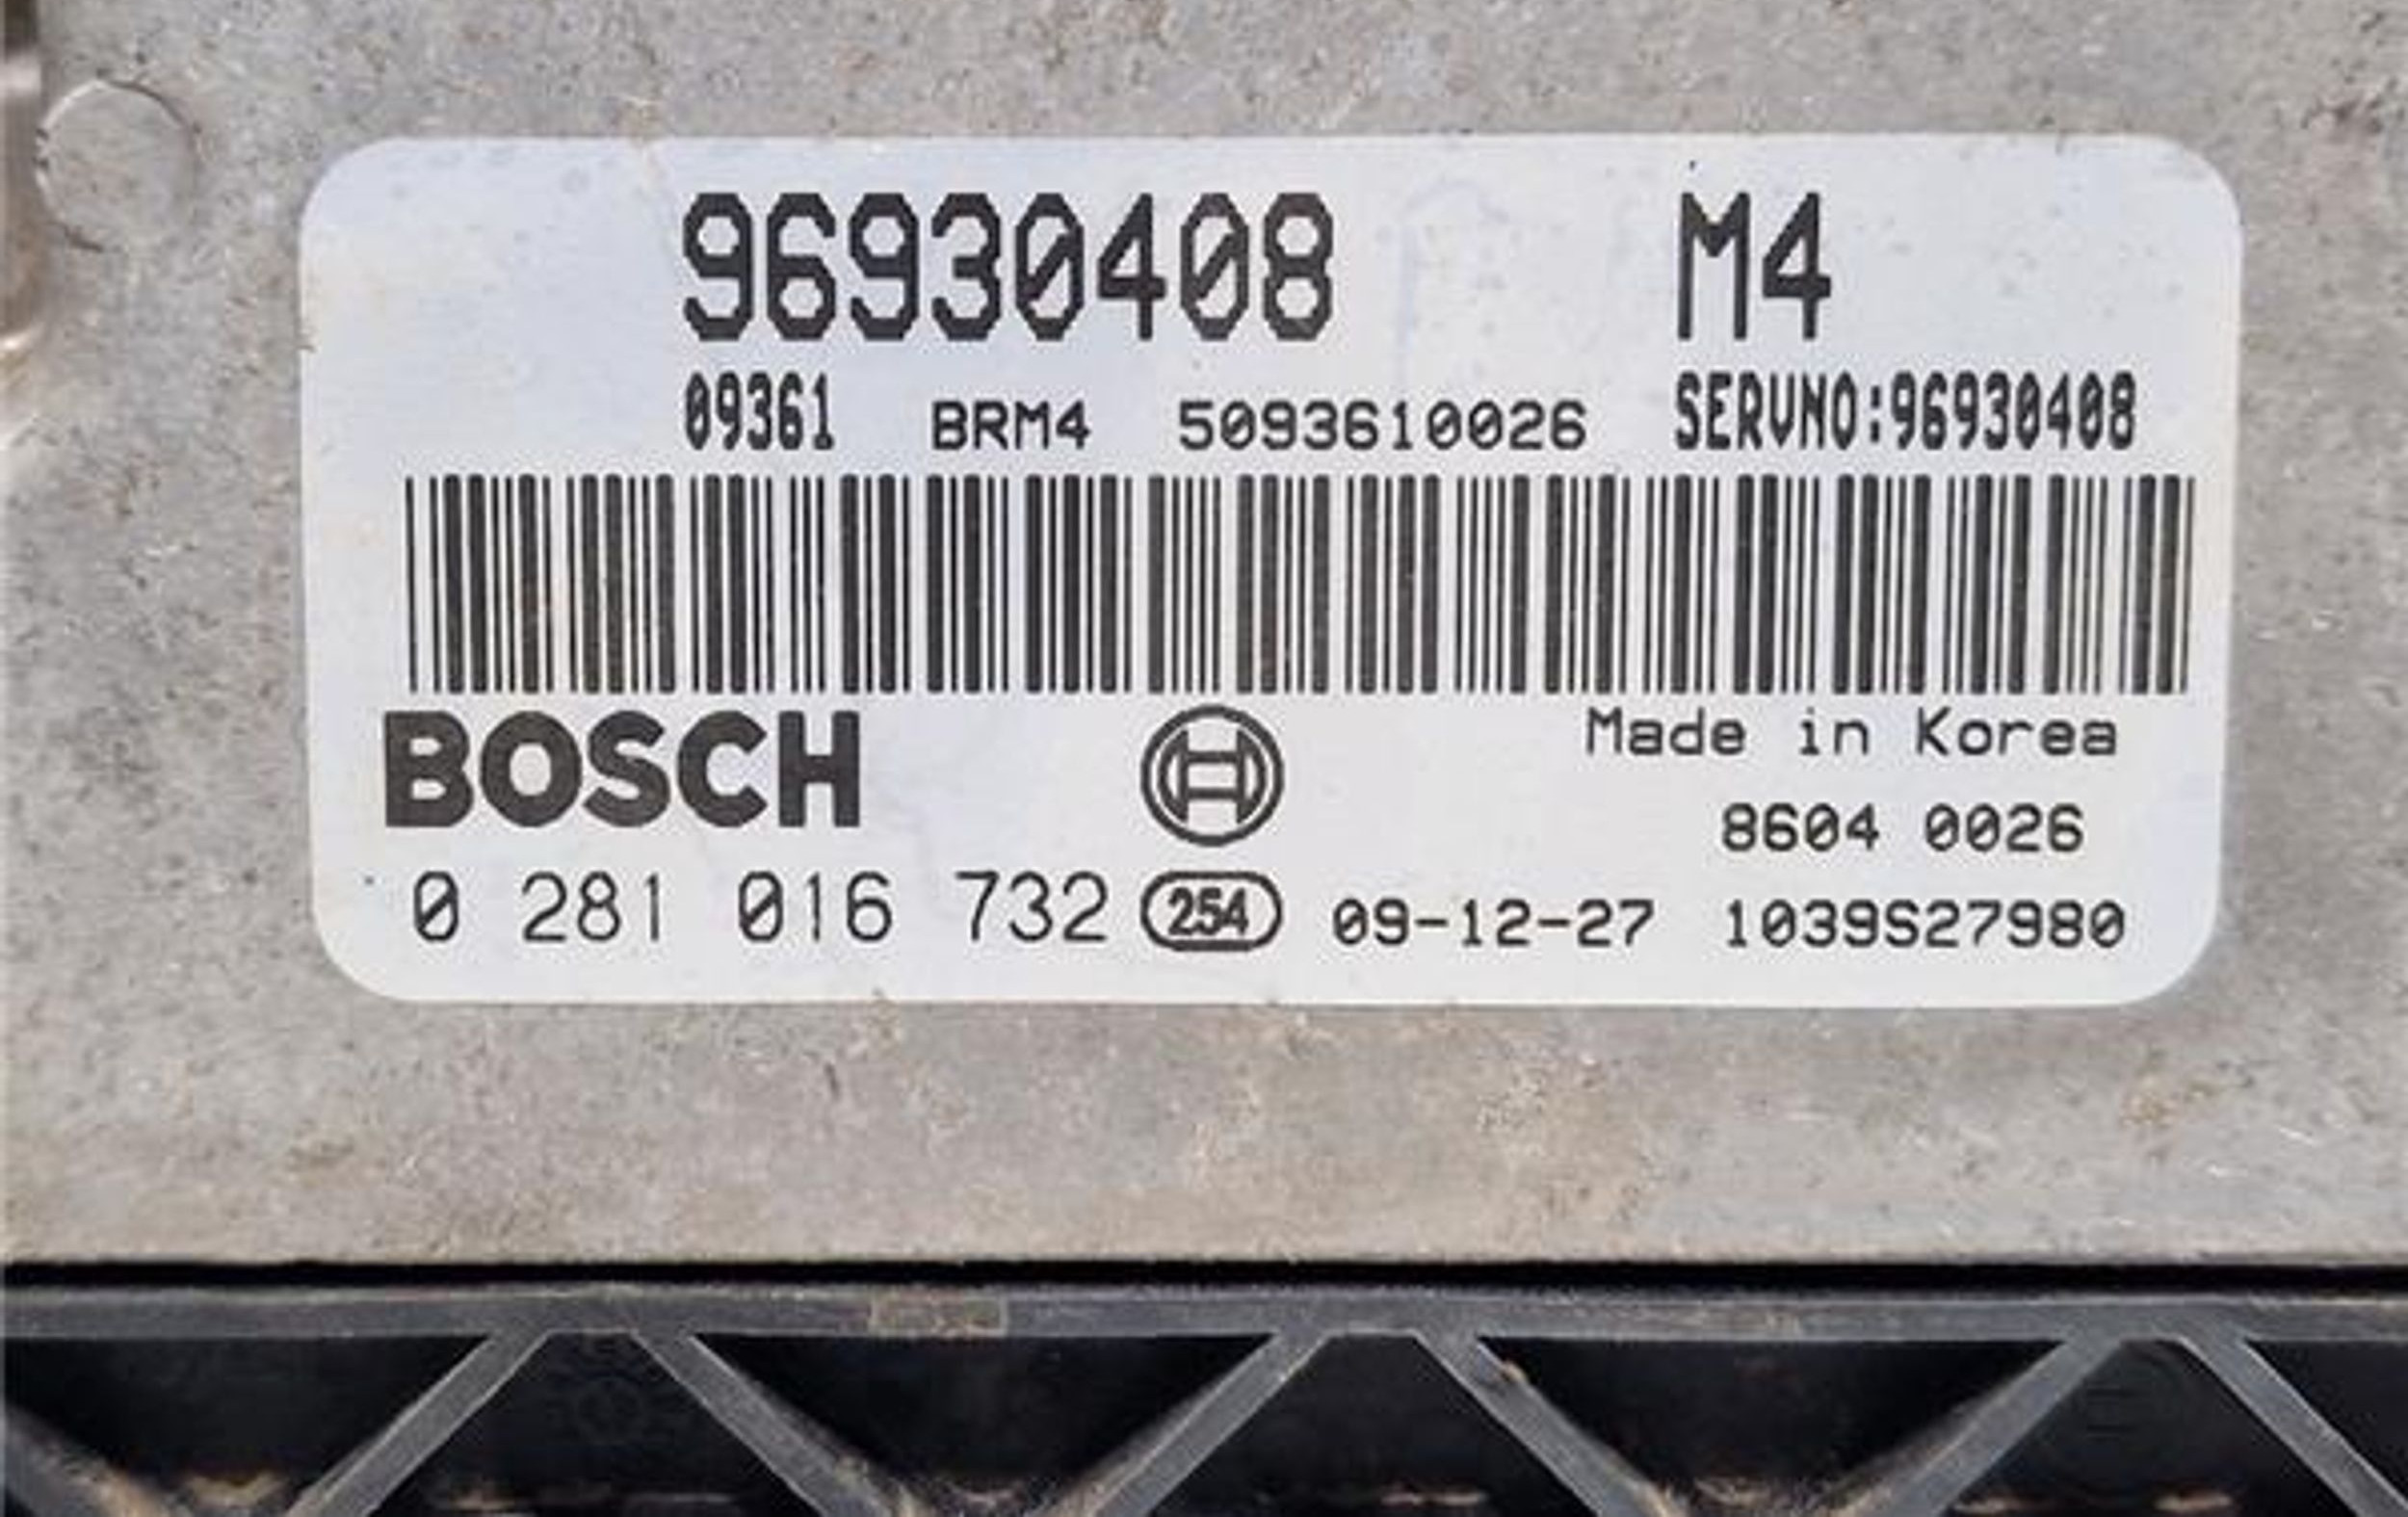 96930408 M4
09361 BRM4 5093610026 SERVNO:96930408
BOSCH Made in Korea
8604 0026
0 281 016 732 254 09-12-27 1039S27980